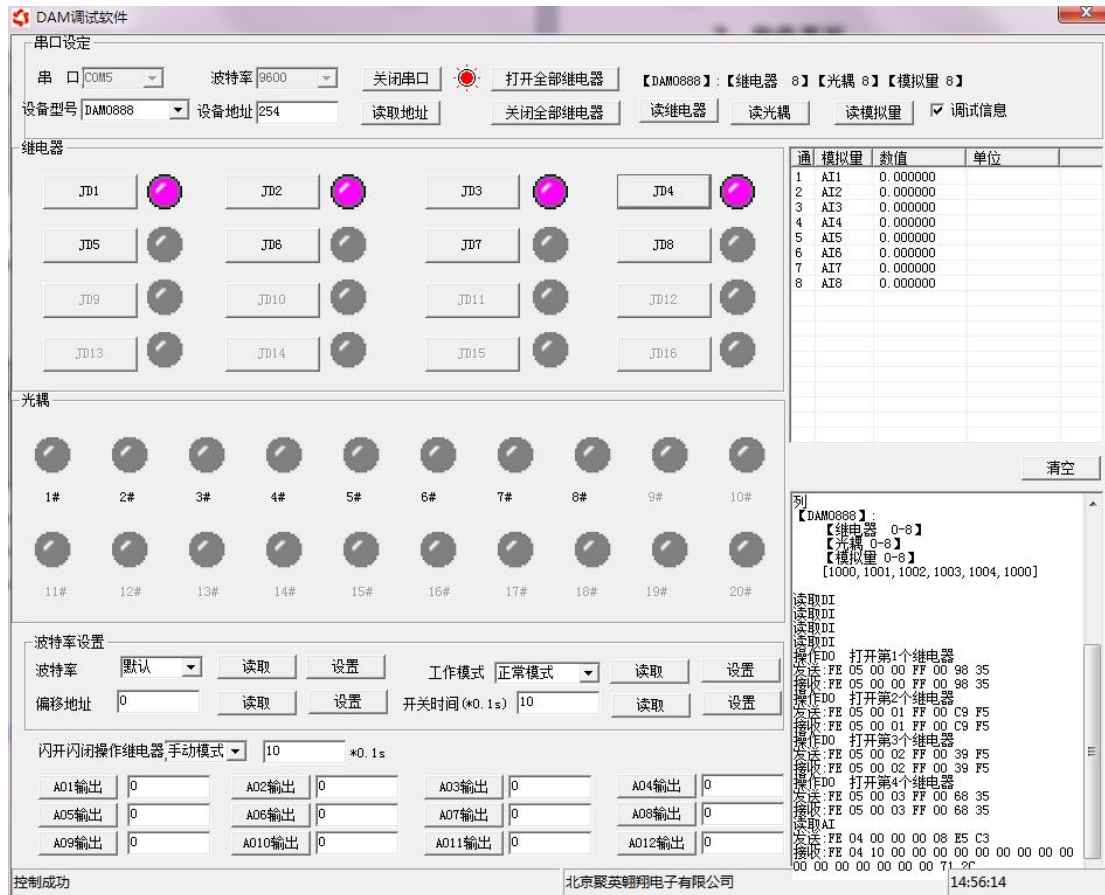 DAM调试软件
串口设定
串 口 COM5 波特率 9600 关闭串口 打开全部继电器 【DAM0888】:【继电器 8】【光耦 8】【模拟量 8】
设备型号 DAM0888 设备地址 254 读取地址 关闭全部继电器 读继电器 读光耦 读模拟量 调试信息
继电器
JD1 JD2 JD3 JD4
JD5 JD6 JD7 JD8
JD9 JD10 JD11 JD12
JD13 JD14 JD15 JD16
通 模拟量 数值 单位
1 AI1 0.000000
2 AI2 0.000000
3 AI3 0.000000
4 AI4 0.000000
5 AI5 0.000000
6 AI6 0.000000
7 AI7 0.000000
8 AI8 0.000000
光耦
1# 2# 3# 4# 5# 6# 7# 8# 9# 10#
11# 12# 13# 14# 15# 16# 17# 18# 19# 20#
清空
列
【DAM0888】:
【继电器 0-8】
【光耦 0-8】
【模拟量 0-8】
[1000,1001,1002,1003,1004,1000]
读取DI
读取DI
读取DI
读取DI
操作DO 打开第1个继电器
发送:FE 05 00 00 FF 00 98 35
接收:FE 05 00 00 FF 00 98 35
操作DO 打开第2个继电器
发送:FE 05 00 01 FF 00 C9 F5
接收:FE 05 00 01 FF 00 C9 F5
操作DO 打开第3个继电器
发送:FE 05 00 02 FF 00 39 F5
接收:FE 05 00 02 FF 00 39 F5
操作DO 打开第4个继电器
发送:FE 05 00 03 FF 00 68 35
接收:FE 05 00 03 FF 00 68 35
读取AI
发送:FE 04 00 00 00 08 E5 C3
接收:FE 04 10 00 00 00 00 00 00 00 00 00
00 00 00 00 00 00 00 71 2C
波特率设置
波特率 默认 读取 设置 工作模式 正常模式 读取 设置
偏移地址 0 读取 设置 开关时间(*0.1s) 10 读取 设置
闪开闪闭操作继电器 手动模式 10 *0.1s
AO1输出 0 AO2输出 0 AO3输出 0 AO4输出 0
AO5输出 0 AO6输出 0 AO7输出 0 AO8输出 0
AO9输出 0 AO10输出 0 AO11输出 0 AO12输出 0
控制成功 北京聚英翱翔电子有限公司 14:56:14